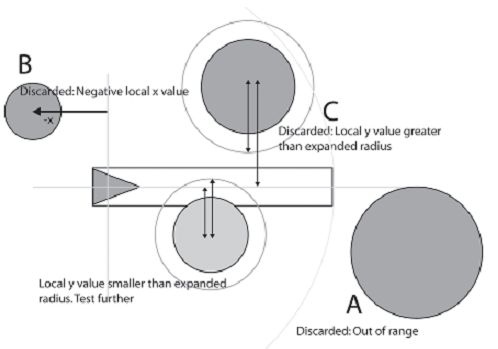 B
Discarded: Negative local x value
-x
C
Discarded: Local y value greater
than expanded radius
Local y value smaller than expanded
radius. Test further
A
Discarded: Out of range